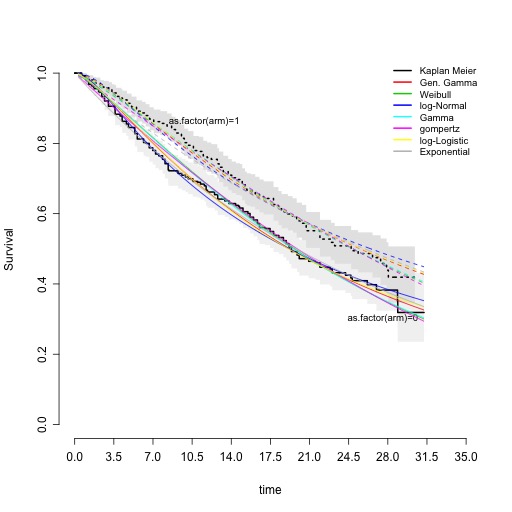 Kaplan Meier
Gen. Gamma
Weibull
log-Normal
Gamma
gompertz
log-Logistic
Exponential
as.factor(arm)=1
as.factor(arm)=0
Survival
1.0
0.8
0.6
0.4
0.2
0.0
0.0 3.5 7.0 10.5 14.0 17.5 21.0 24.5 28.0 31.5 35.0
time